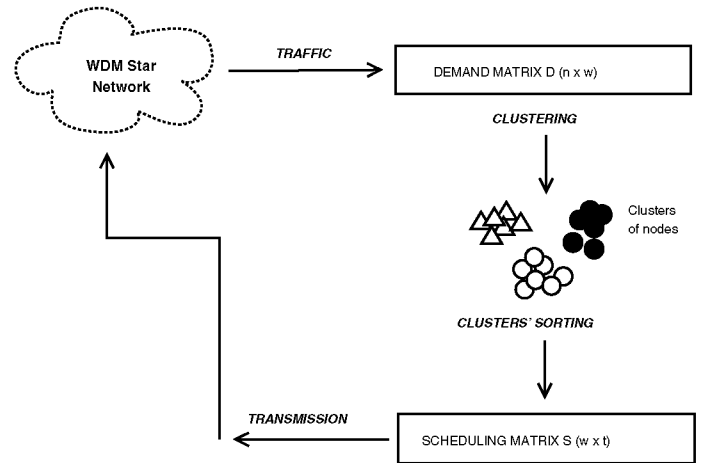 WDM Star
Network
TRAFFIC
DEMAND MATRIX D (n x w)
CLUSTERING
Clusters
of nodes
CLUSTERS' SORTING
TRANSMISSION
SCHEDULING MATRIX S (w x t)